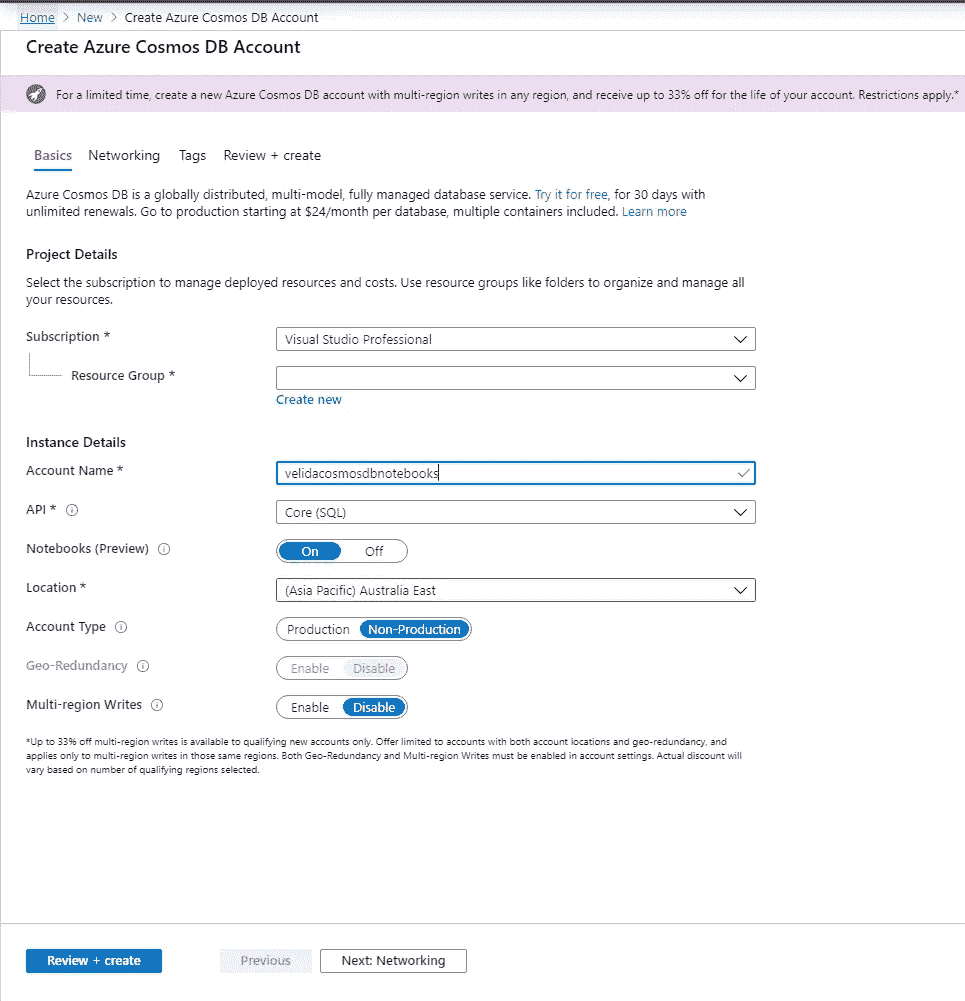 Home > New > Create Azure Cosmos DB Account
Create Azure Cosmos DB Account
For a limited time, create a new Azure Cosmos DB account with multi-region writes in any region, and receive up to 33% off for the life of your account. Restrictions apply.*
Basics Networking Tags Review + create
Azure Cosmos DB is a globally distributed, multi-model, fully managed database service. Try it for free, for 30 days with
unlimited renewals. Go to production starting at $24/month per database, multiple containers included. Learn more
Project Details
Select the subscription to manage deployed resources and costs. Use resource groups like folders to organize and manage all
your resources.
Subscription * Visual Studio Professional
Resource Group *
Create new
Instance Details
Account Name * velidacosmosdbnotebooks
API * Core (SQL)
Notebooks (Preview) On Off
Location * (Asia Pacific) Australia East
Account Type Production Non-Production
Geo-Redundancy Enable Disable
Multi-region Writes Enable Disable
*Up to 33% off multi-region writes is available to qualifying new accounts only. Offer limited to accounts with both account locations and geo-redundancy, and
applies only to multi-region writes in those same regions. Both Geo-Redundancy and Multi-region Writes must be enabled in account settings. Actual discount will
vary based on number of qualifying regions selected.
Review + create Previous Next: Networking